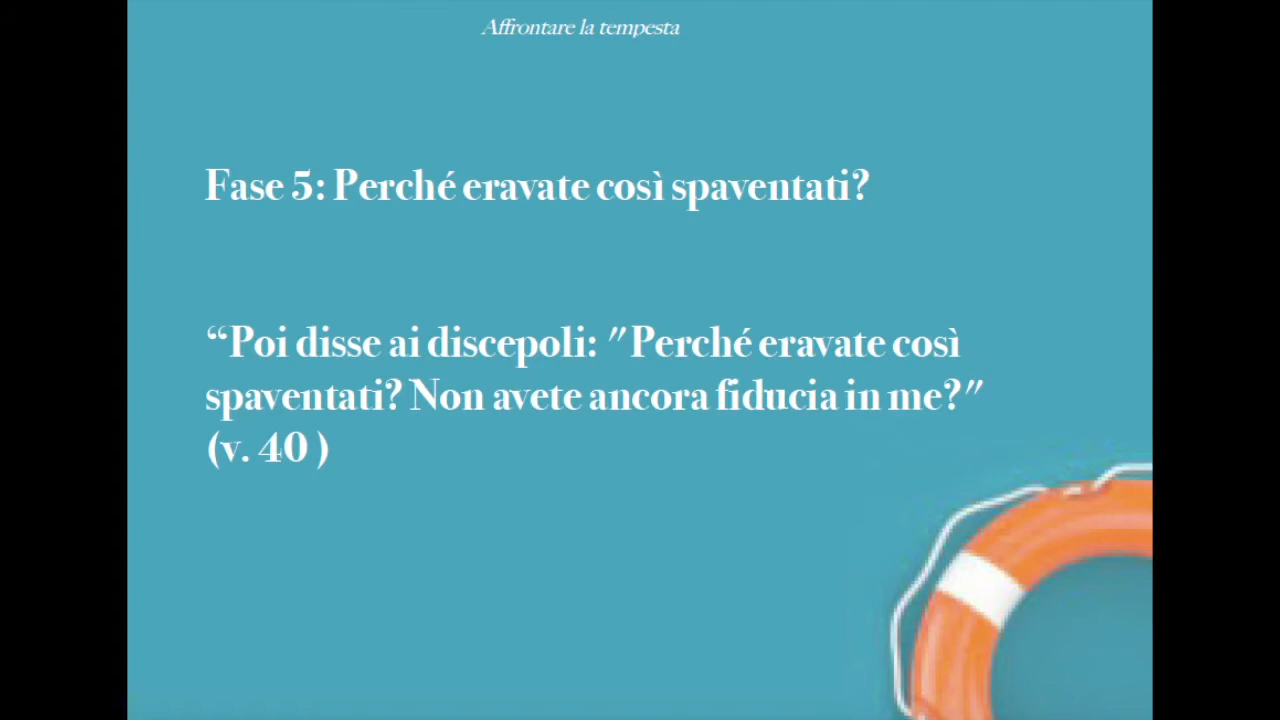 Affrontare la tempesta
Fase 5: Perché eravate così spaventati?
“Poi disse ai discepoli: "Perché eravate così
spaventati? Non avete ancora fiducia in me?"
(v. 40 )